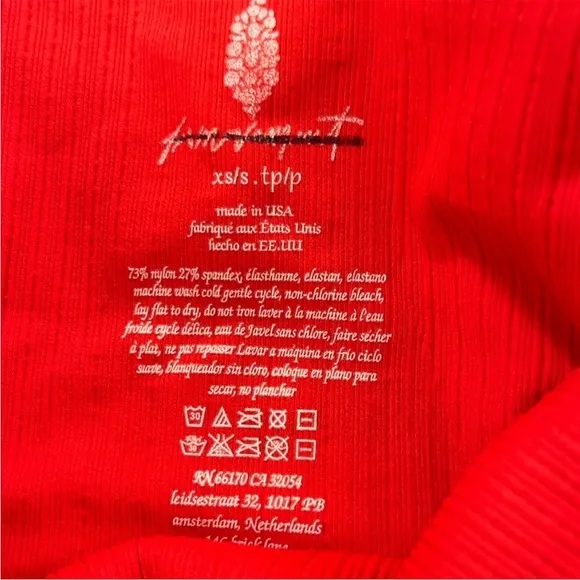 xs/s . tp/p
made in USA
fabriqué aux États Unis
hecho en EE.UU
73% nylon 27% spandex, élasthanne, elastan, elastano
machine wash cold gentle cycle, non-chlorine bleach,
lay flat to dry, do not iron laver à la machine à l'eau
froide cycle délica, eau de Javel sans chlore, faire sécher
à plat, ne pas repasser Lavar a máquina en frío ciclo
suave, blanqueador sin cloro, coloque en plano para
secar, no planchar
30
30
RN 66170 CA 32054
leidsestraat 32, 1017 PB
amsterdam, Netherlands